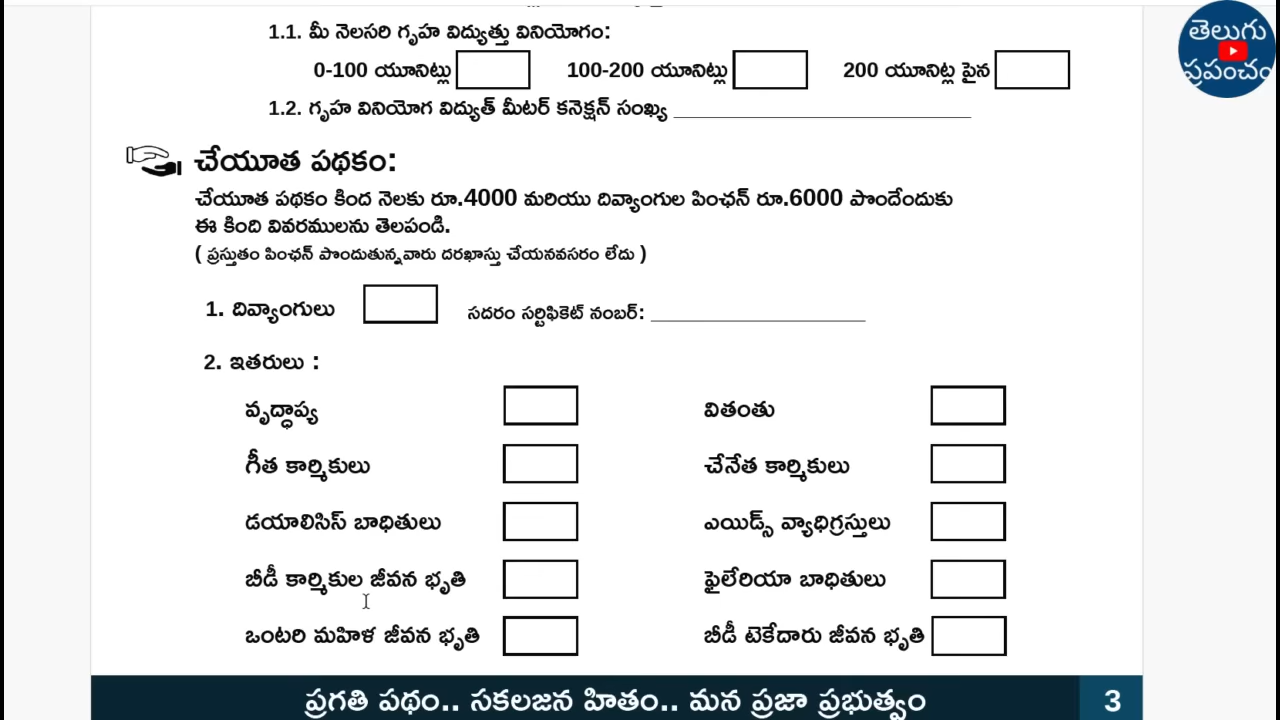 తెలుగు
ప్రపంచం
1.1. మీ నెలసరి గృహ విద్యుత్తు వినియోగం:
0-100 యూనిట్లు 100-200 యూనిట్లు 200 యూనిట్ల పైన
1.2. గృహ వినియోగ విద్యుత్ మీటర్ కనెక్షన్ సంఖ్య ___________________________
చేయూత పథకం:
చేయూత పథకం కింద నెలకు రూ.4000 మరియు దివ్యాంగుల పింఛన్ రూ.6000 పొందేందుకు
ఈ కింది వివరములను తెలపండి.
( ప్రస్తుతం పింఛన్ పొందుతున్నవారు దరఖాస్తు చేయనవసరం లేదు )
1. దివ్యాంగులు సదరం సర్టిఫికెట్ నంబర్: ____________________
2. ఇతరులు :
వృద్ధాప్య వితంతు
గీత కార్మికులు చేనేత కార్మికులు
డయాలిసిస్ బాధితులు ఎయిడ్స్ వ్యాధిగ్రస్తులు
బీడీ కార్మికుల జీవన భృతి ఫైలేరియా బాధితులు
ఒంటరి మహిళ జీవన భృతి బీడీ టెకేదారు జీవన భృతి
ప్రగతి పథం.. సకలజన హితం.. మన ప్రజా ప్రభుత్వం 3